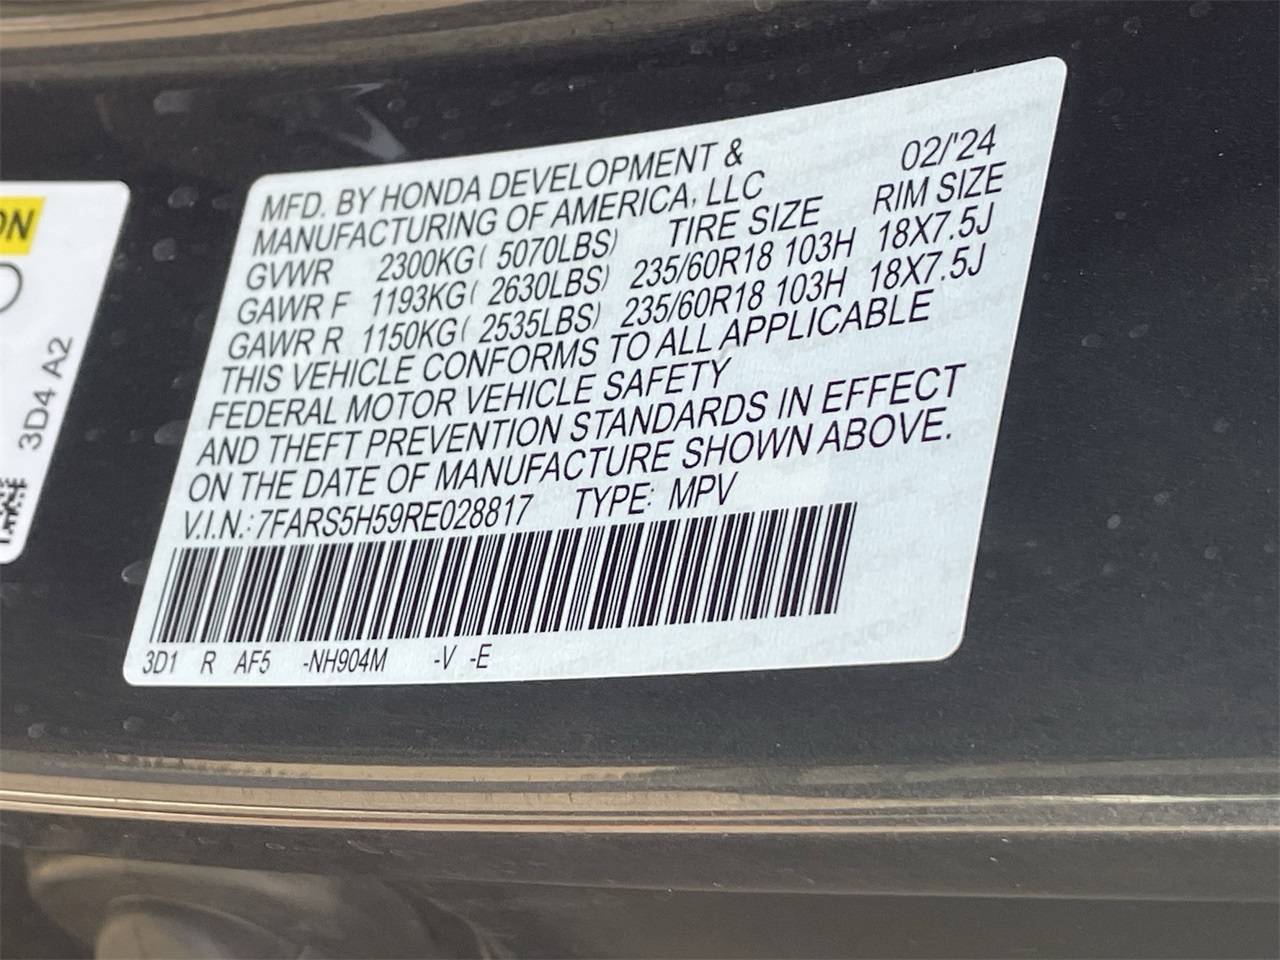 MFD. BY HONDA DEVELOPMENT & 02/'24
MANUFACTURING OF AMERICA, LLC RIM SIZE
TIRE SIZE
GVWR 2300KG( 5070LBS)
GAWR F 1193KG( 2630LBS) 235/60R18 103H 18X7.5J
GAWR R 1150KG( 2535LBS) 235/60R18 103H 18X7.5J
THIS VEHICLE CONFORMS TO ALL APPLICABLE
FEDERAL MOTOR VEHICLE SAFETY
AND THEFT PREVENTION STANDARDS IN EFFECT
ON THE DATE OF MANUFACTURE SHOWN ABOVE.
V.I.N.: 7FARS5H59RE028817 TYPE: MPV
3D1 R AF5 -NH904M -V -E
ON
3D4 A2